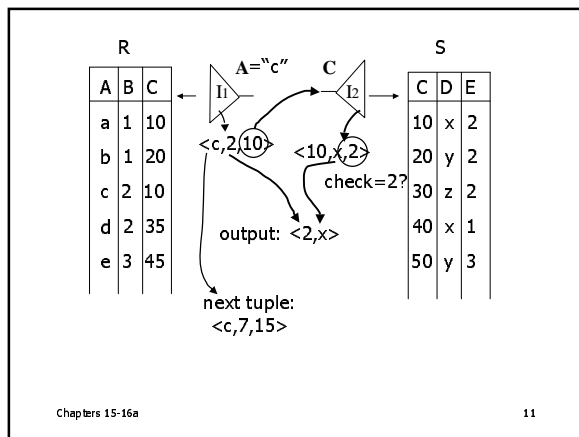 R
S
A="c"
C
I1
I2
A B C
a 1 10
b 1 20
c 2 10
d 2 35
e 3 45
<c,2,10>
<10,x,2>
check=2?
output: <2,x>
next tuple:
<c,7,15>
C D E
10 x 2
20 y 2
30 z 2
40 x 1
50 y 3
Chapters 15-16a
11